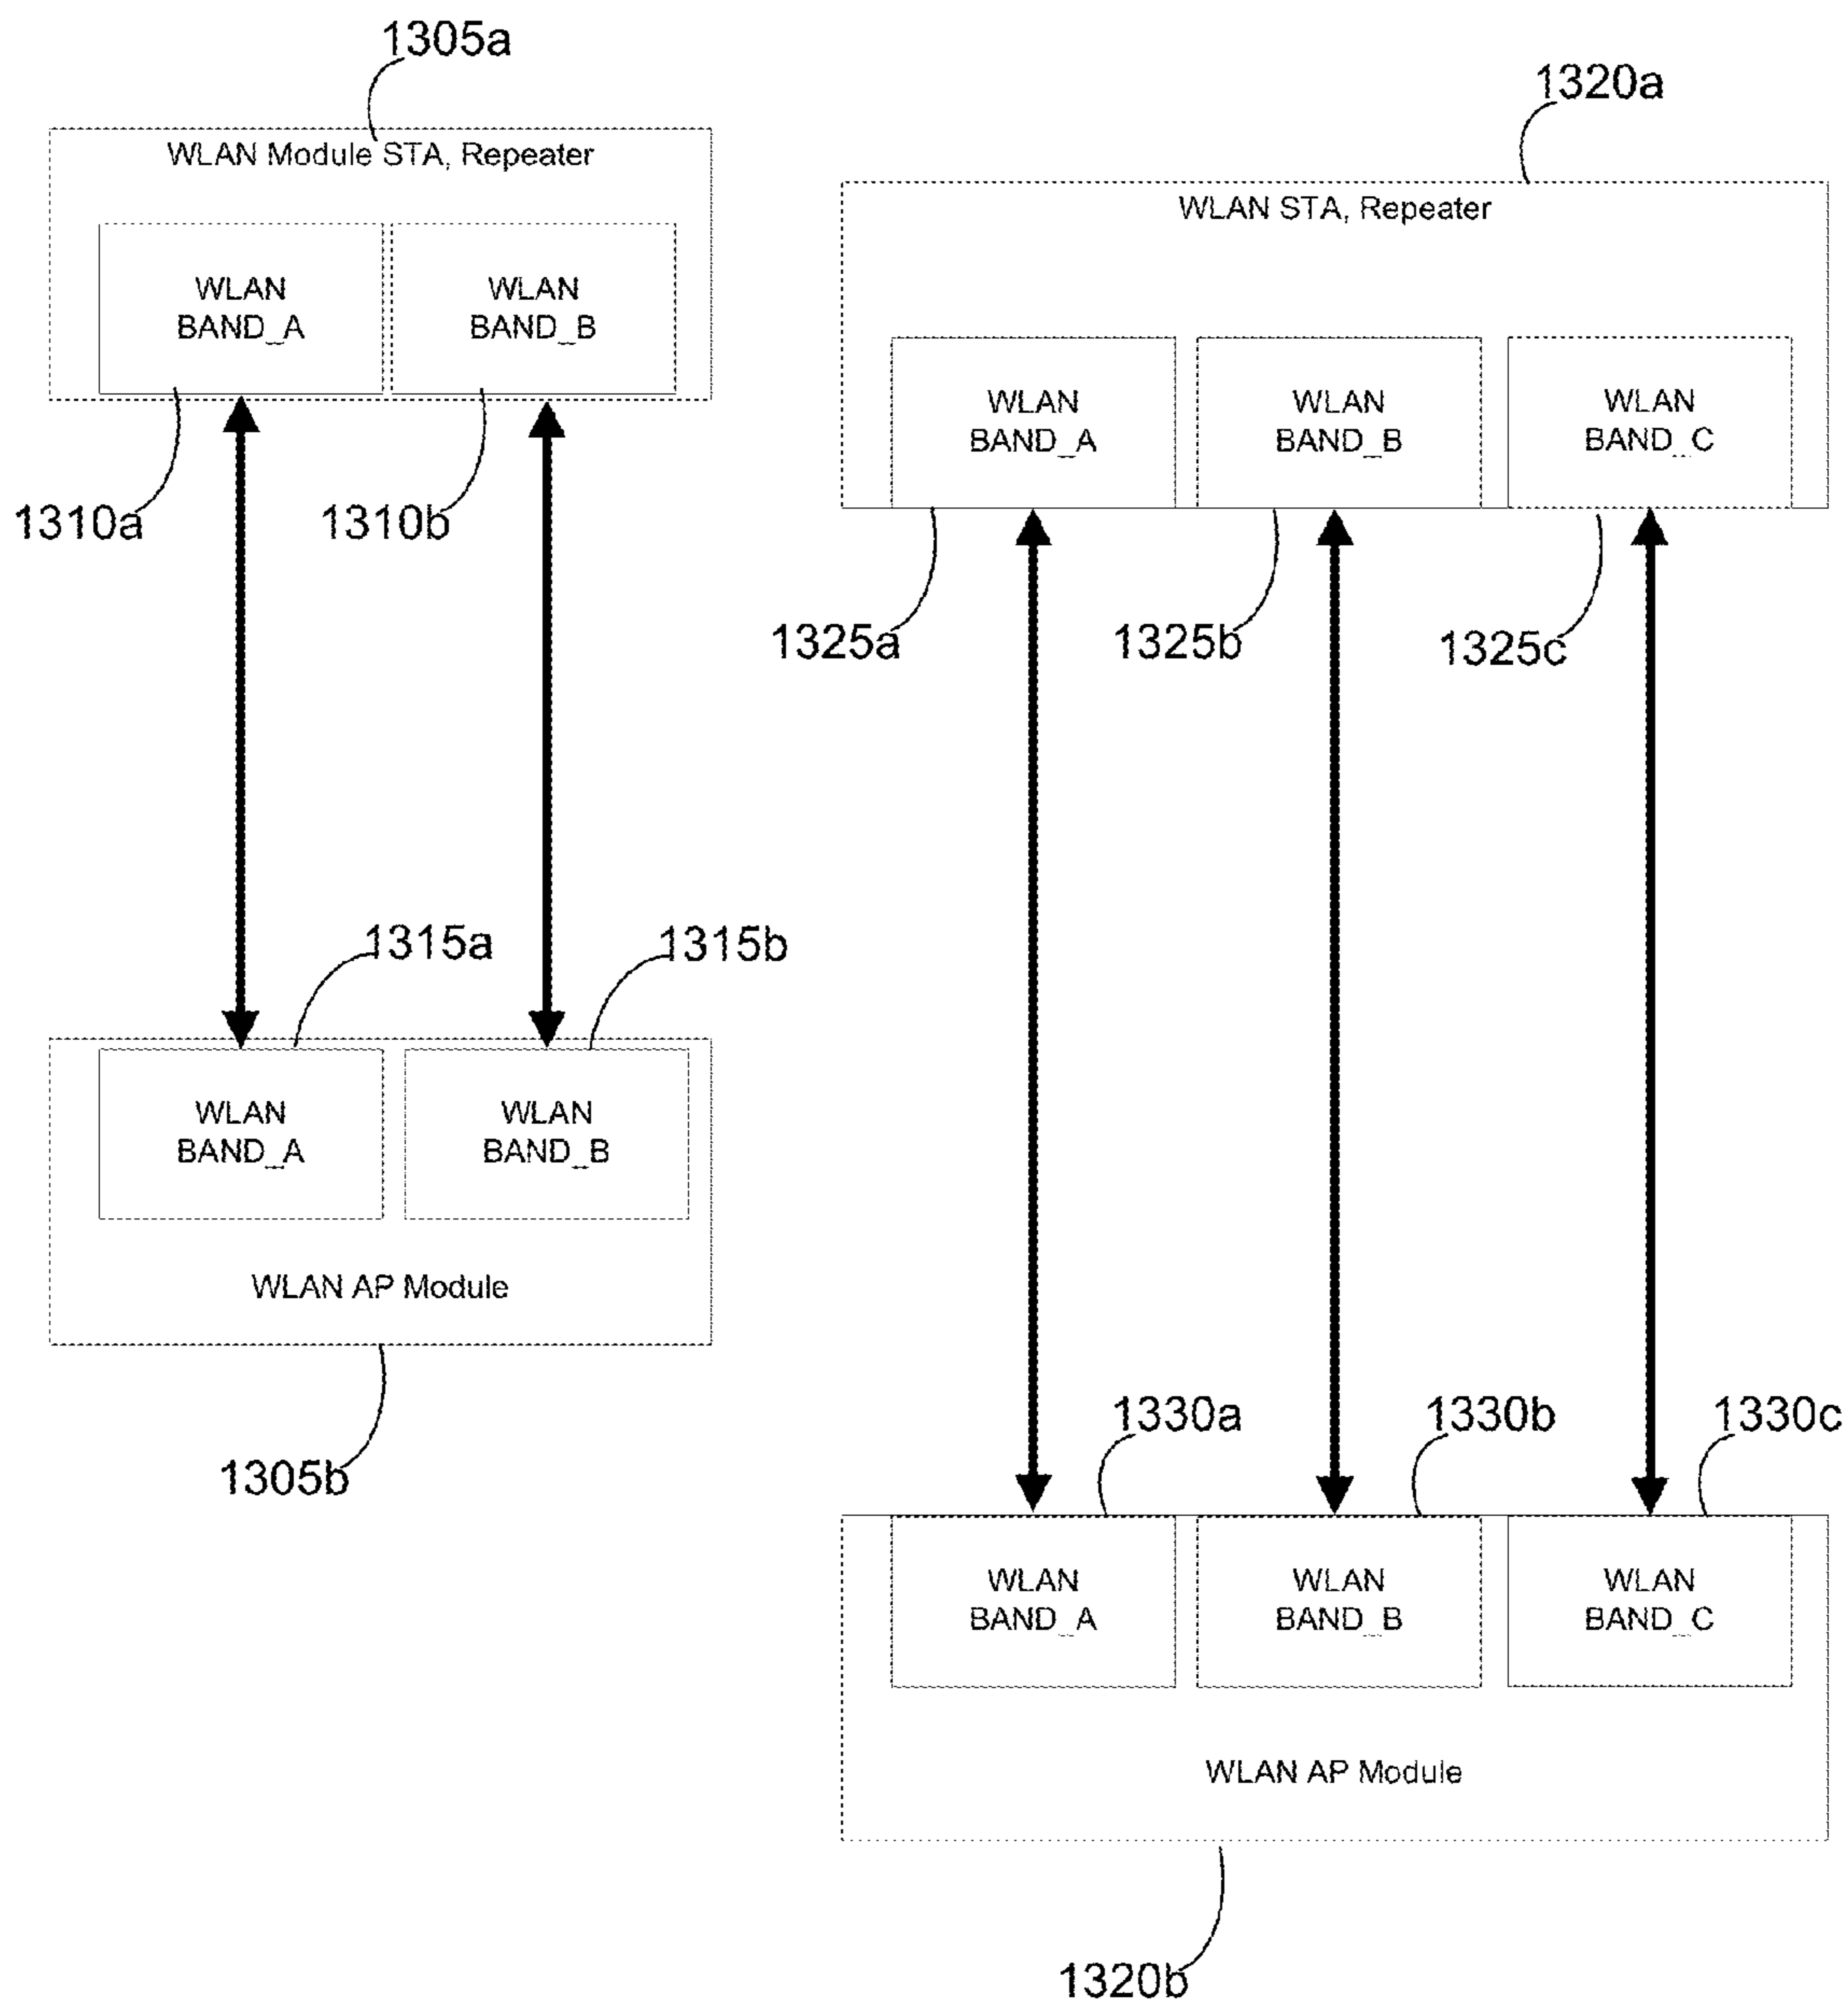 1305a
WLAN Module STA, Repeater
WLAN
BAND_A
WLAN
BAND_B
1310a
1310b
1315a
1315b
WLAN
BAND_A
WLAN
BAND_B
WLAN AP Module
1305b
1320a
WLAN STA, Repeater
WLAN
BAND_A
WLAN
BAND_B
WLAN
BAND_C
1325a
1325b
1325c
1330a
1330b
1330c
WLAN
BAND_A
WLAN
BAND_B
WLAN
BAND_C
WLAN AP Module
1320b